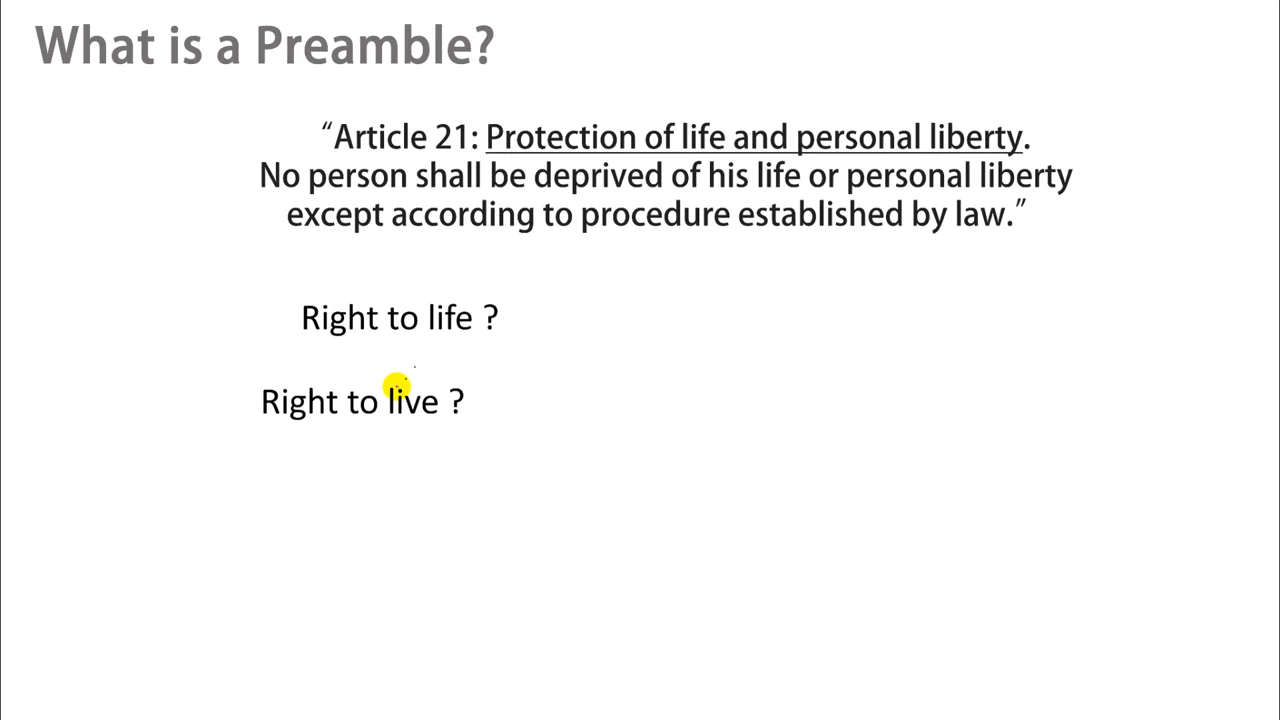 What is a Preamble?
“Article 21: Protection of life and personal liberty.
No person shall be deprived of his life or personal liberty
except according to procedure established by law.”
Right to life ?
Right to live ?